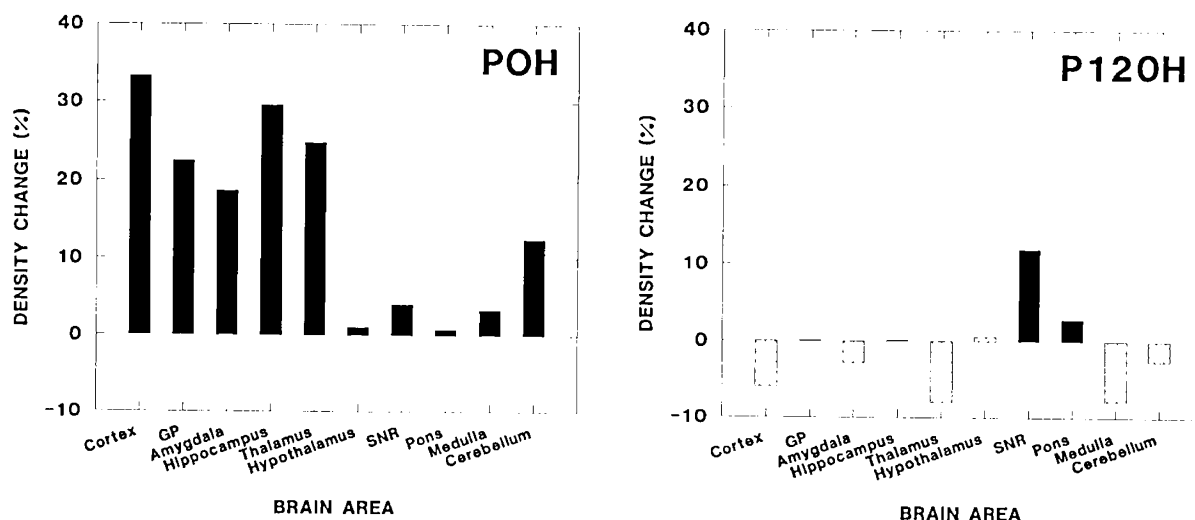 POH
DENSITY CHANGE (%)
40
30
20
10
0
-10
Cortex
GP
Amygdala
Hippocampus
Thalamus
Hypothalamus
SNR
Pons
Medulla
Cerebellum
BRAIN AREA
P120H
DENSITY CHANGE (%)
40
30
20
10
0
-10
Cortex
GP
Amygdala
Hippocampus
Thalamus
Hypothalamus
SNR
Pons
Medulla
Cerebellum
BRAIN AREA